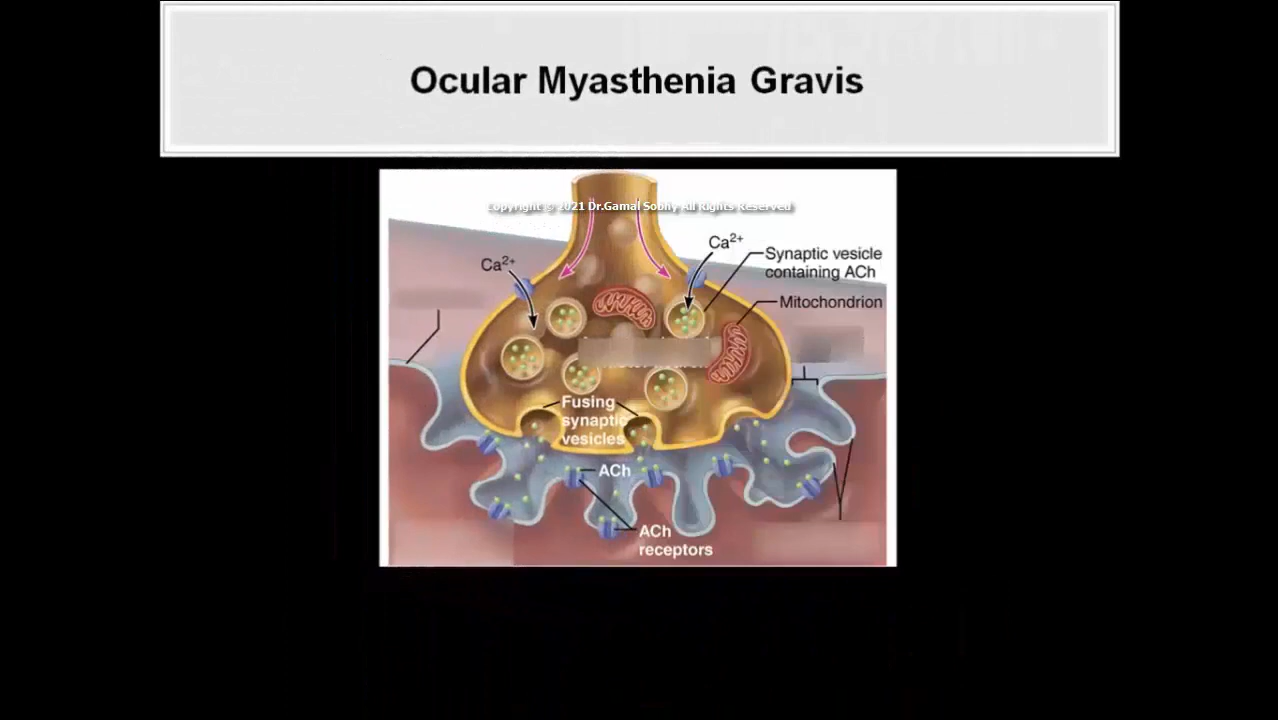 Ocular Myasthenia Gravis
Copyright © 2021 Dr.Gamal Sobhy All Rights Reserved
Ca2+
Ca2+
Synaptic vesicle
containing ACh
Mitochondrion
Fusing
synaptic
vesicles
ACh
ACh
receptors